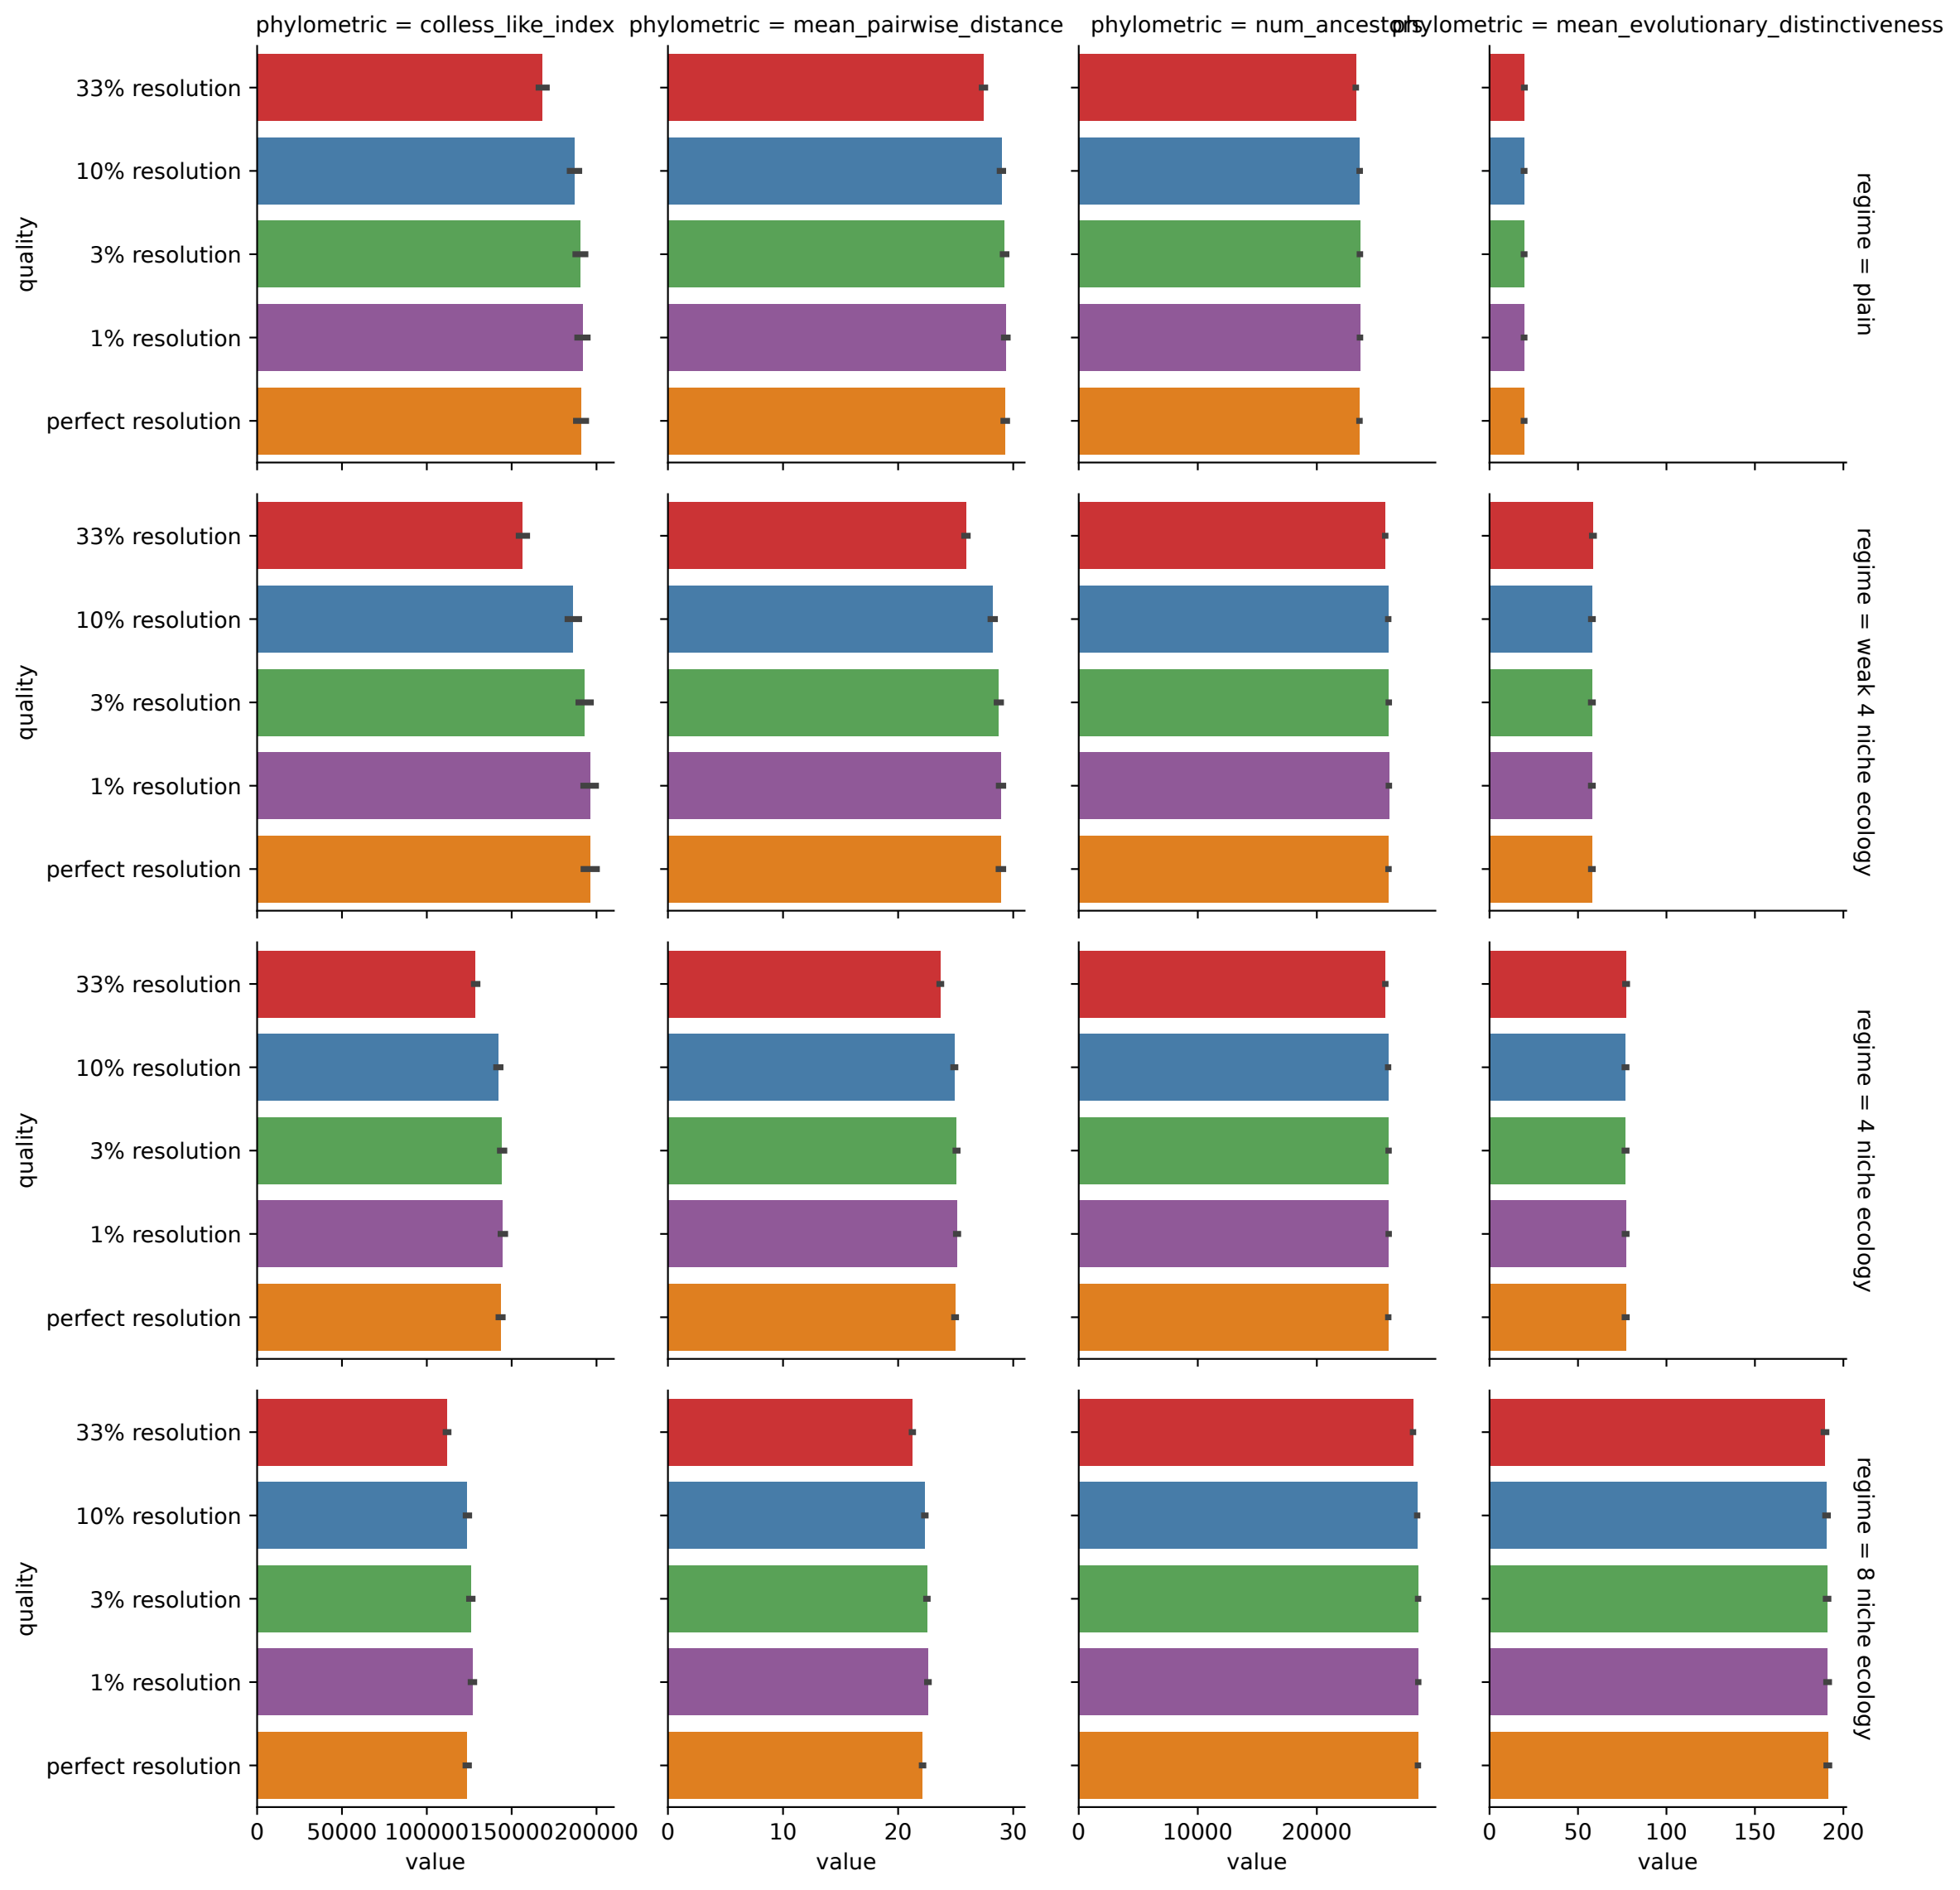 phylometric = colless_like_index
phylometric = mean_pairwise_distance
phylometric = num_ancestors
phylometric = mean_evolutionary_distinctiveness
quality
33% resolution
10% resolution
3% resolution
1% resolution
perfect resolution
regime = plain
quality
33% resolution
10% resolution
3% resolution
1% resolution
perfect resolution
regime = weak 4 niche ecology
quality
33% resolution
10% resolution
3% resolution
1% resolution
perfect resolution
regime = 4 niche ecology
quality
33% resolution
10% resolution
3% resolution
1% resolution
perfect resolution
regime = 8 niche ecology
0 50000 100000 150000 200000
value
0 10 20 30
value
0 10000 20000
value
0 50 100 150 200
value